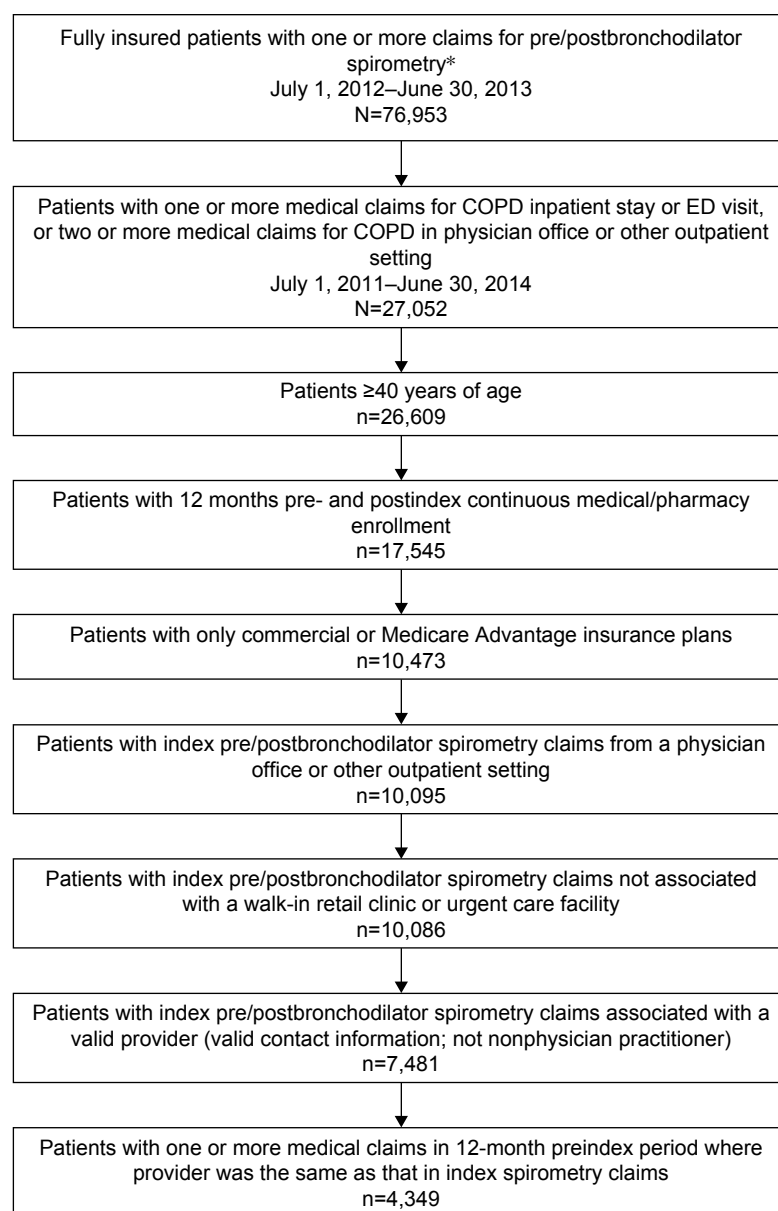 Fully insured patients with one or more claims for pre/postbronchodilator
spirometry*
July 1, 2012–June 30, 2013
N=76,953
Patients with one or more medical claims for COPD inpatient stay or ED visit,
or two or more medical claims for COPD in physician office or other outpatient
setting
July 1, 2011–June 30, 2014
N=27,052
Patients ≥40 years of age
n=26,609
Patients with 12 months pre- and postindex continuous medical/pharmacy
enrollment
n=17,545
Patients with only commercial or Medicare Advantage insurance plans
n=10,473
Patients with index pre/postbronchodilator spirometry claims from a physician
office or other outpatient setting
n=10,095
Patients with index pre/postbronchodilator spirometry claims not associated
with a walk-in retail clinic or urgent care facility
n=10,086
Patients with index pre/postbronchodilator spirometry claims associated with a
valid provider (valid contact information; not nonphysician practitioner)
n=7,481
Patients with one or more medical claims in 12-month preindex period where
provider was the same as that in index spirometry claims
n=4,349